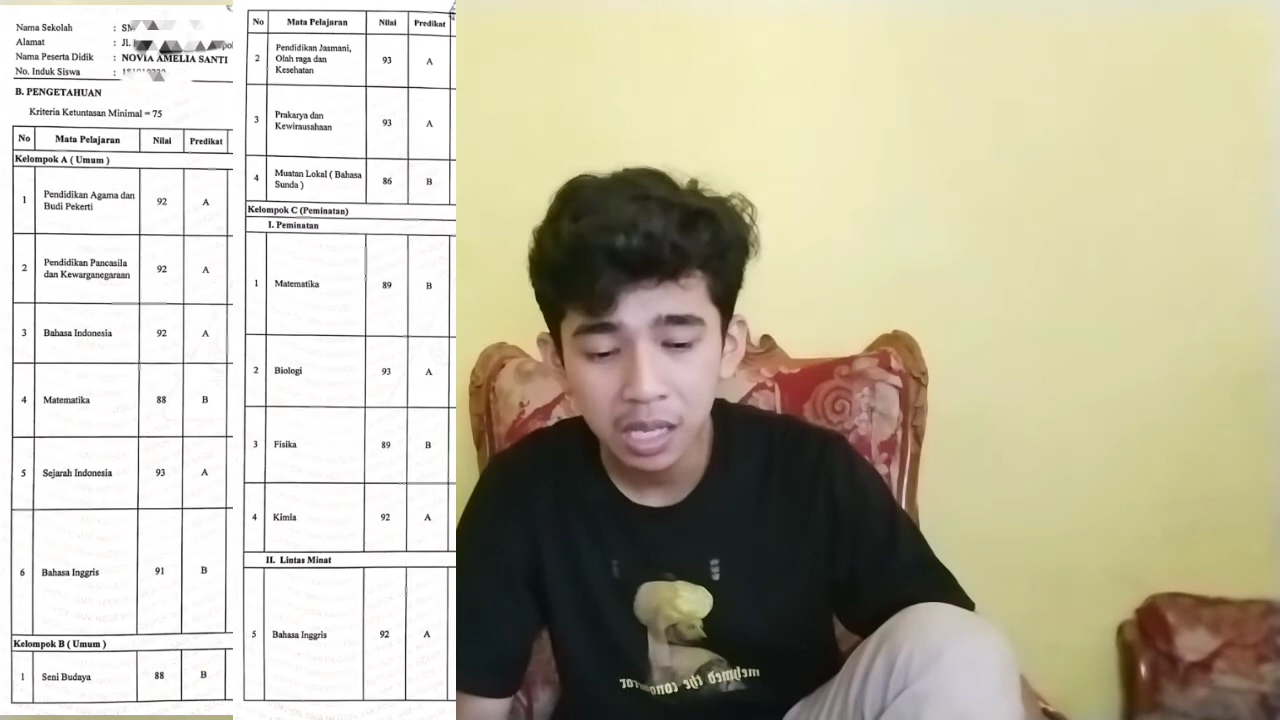 Nama Sekolah : SM
Alamat : Jl.
Nama Peserta Didik : NOVIA AMELIA SANTI
No. Induk Siswa :
B. PENGETAHUAN
Kriteria Ketuntasan Minimal = 75
No Mata Pelajaran Nilai Predikat
Kelompok A ( Umum )
1 Pendidikan Agama dan Budi Pekerti 92 A
2 Pendidikan Pancasila dan Kewarganegaraan 92 A
3 Bahasa Indonesia 92 A
4 Matematika 88 B
5 Sejarah Indonesia 93 A
6 Bahasa Inggris 91 B
Kelompok B ( Umum )
1 Seni Budaya 88 B
No Mata Pelajaran Nilai Predikat
2 Pendidikan Jasmani, Olah raga dan Kesehatan 93 A
3 Prakarya dan Kewirausahaan 93 A
4 Muatan Lokal ( Bahasa Sunda ) 86 B
Kelompok C (Peminatan)
I. Peminatan
1 Matematika 89 B
2 Biologi 93 A
3 Fisika 89 B
4 Kimia 92 A
II. Lintas Minat
5 Bahasa Inggris 92 A
mehmed the conqueror